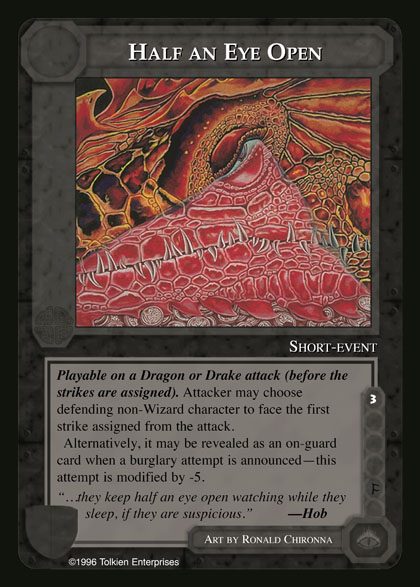 HALF AN EYE OPEN
SHORT-EVENT
Playable on a Dragon or Drake attack (before the
strikes are assigned). Attacker may choose
defending non-Wizard character to face the first
strike assigned from the attack.
Alternatively, it may be revealed as an on-guard
card when a burglary attempt is announced—this
attempt is modified by -5.
“…they keep half an eye open watching while they
sleep, if they are suspicious.” —Hob
3
F
ART BY RONALD CHIRONNA
©1996 Tolkien Enterprises